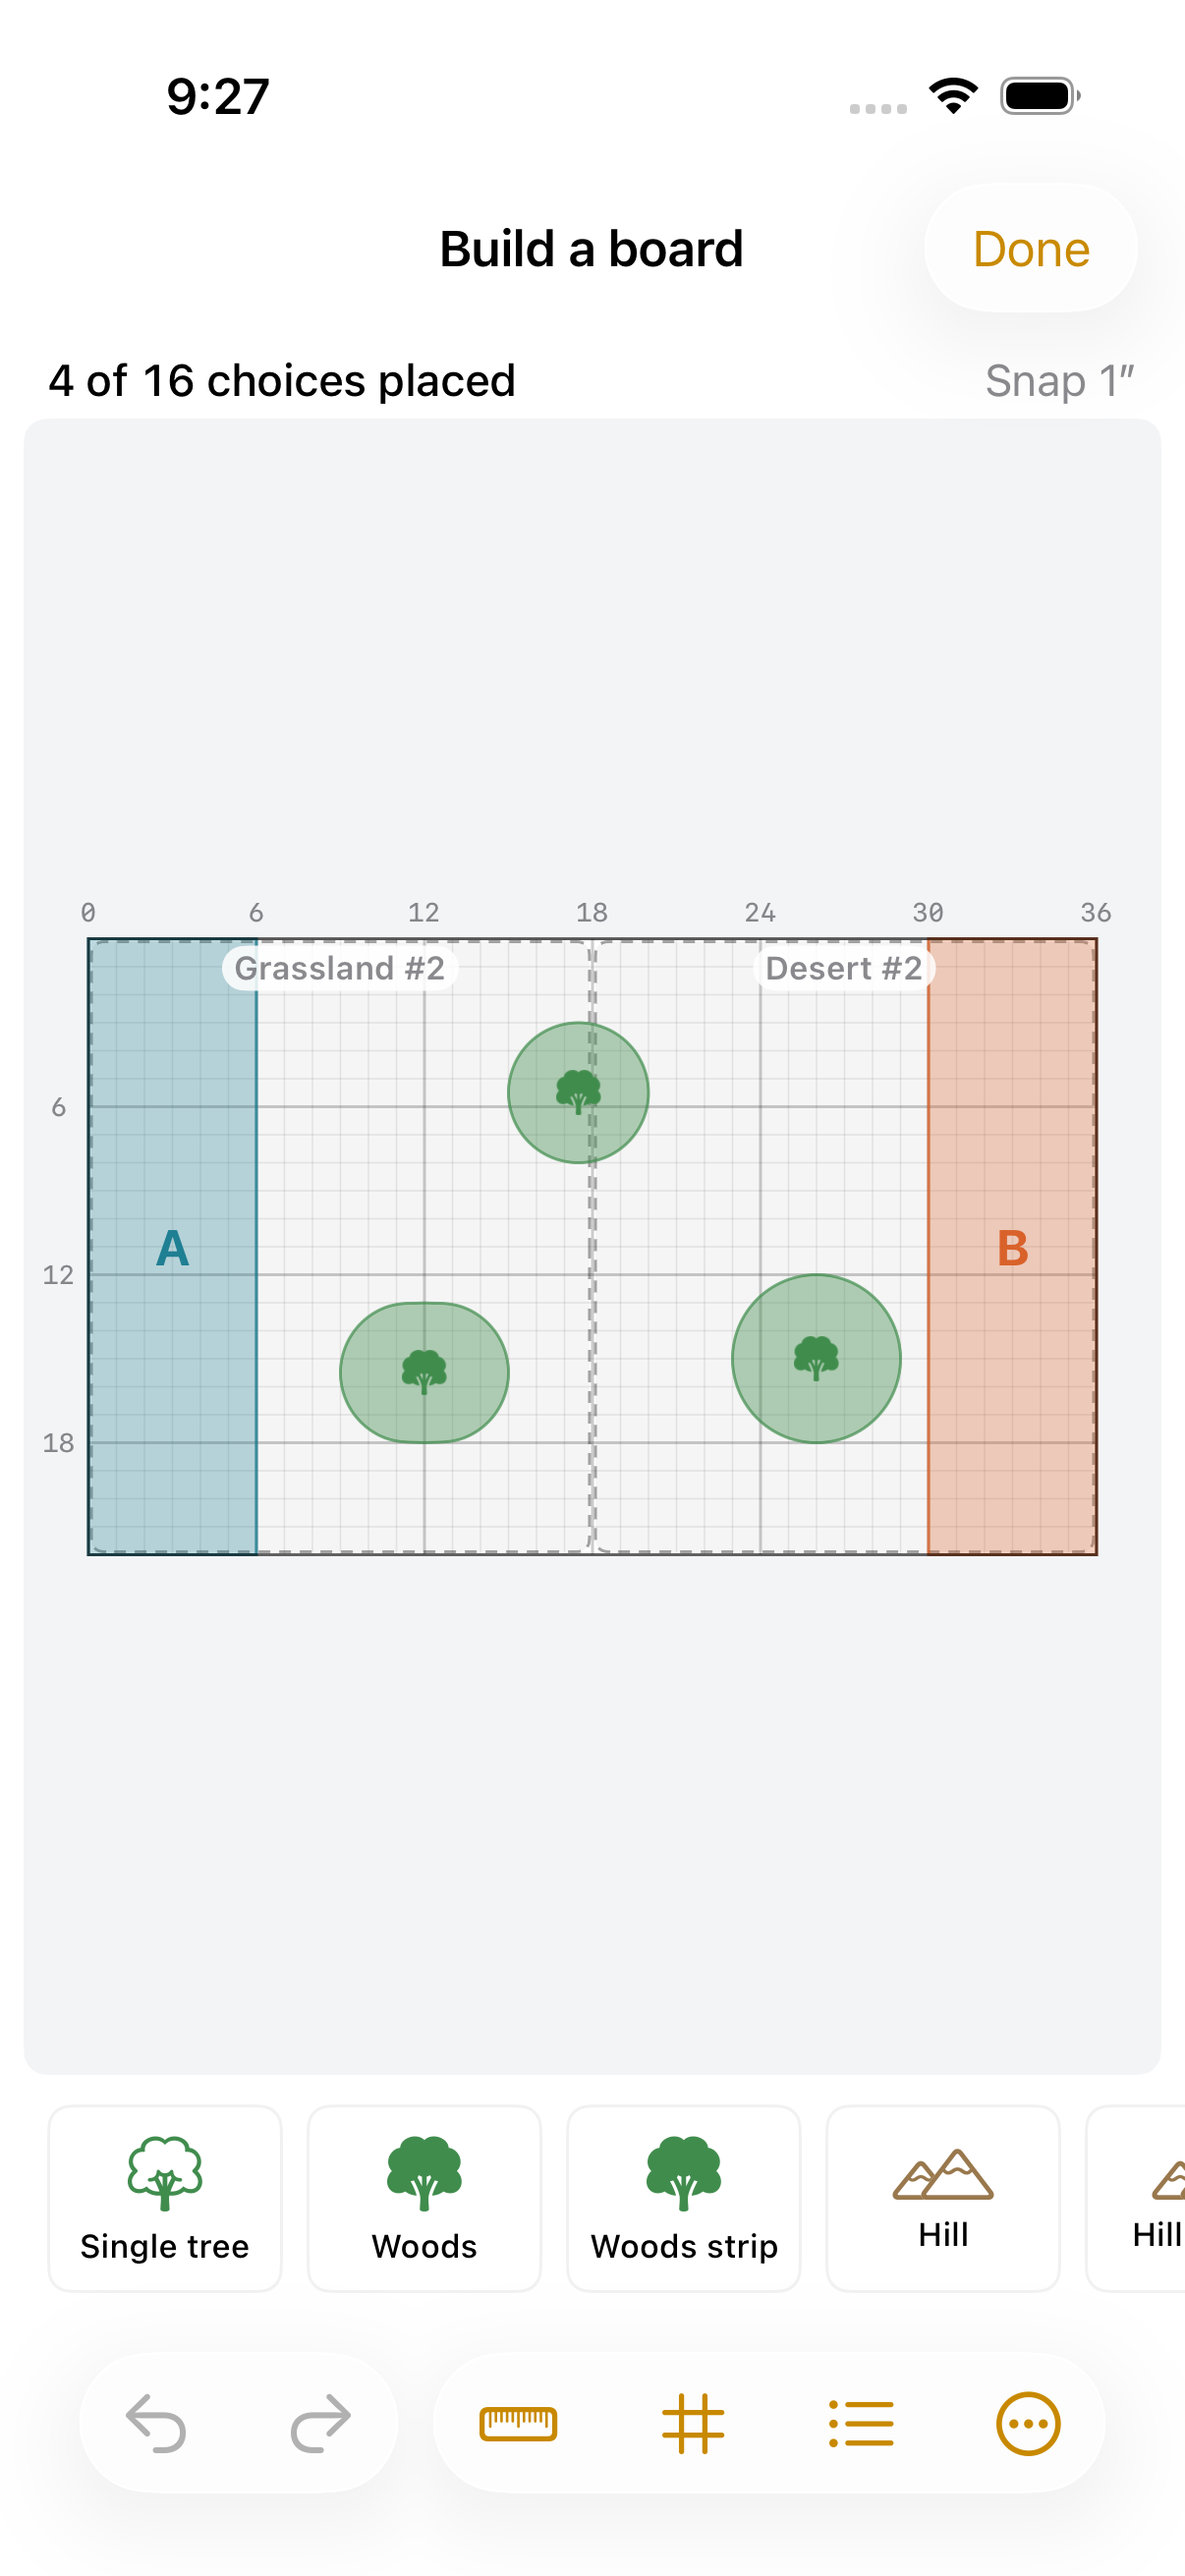 9:27
Build a board
Done
4 of 16 choices placed
Snap 1″
0 6 12 18 24 30 36
Grassland #2
Desert #2
6
A
B
12
18
Single tree
Woods
Woods strip
Hill
Hill